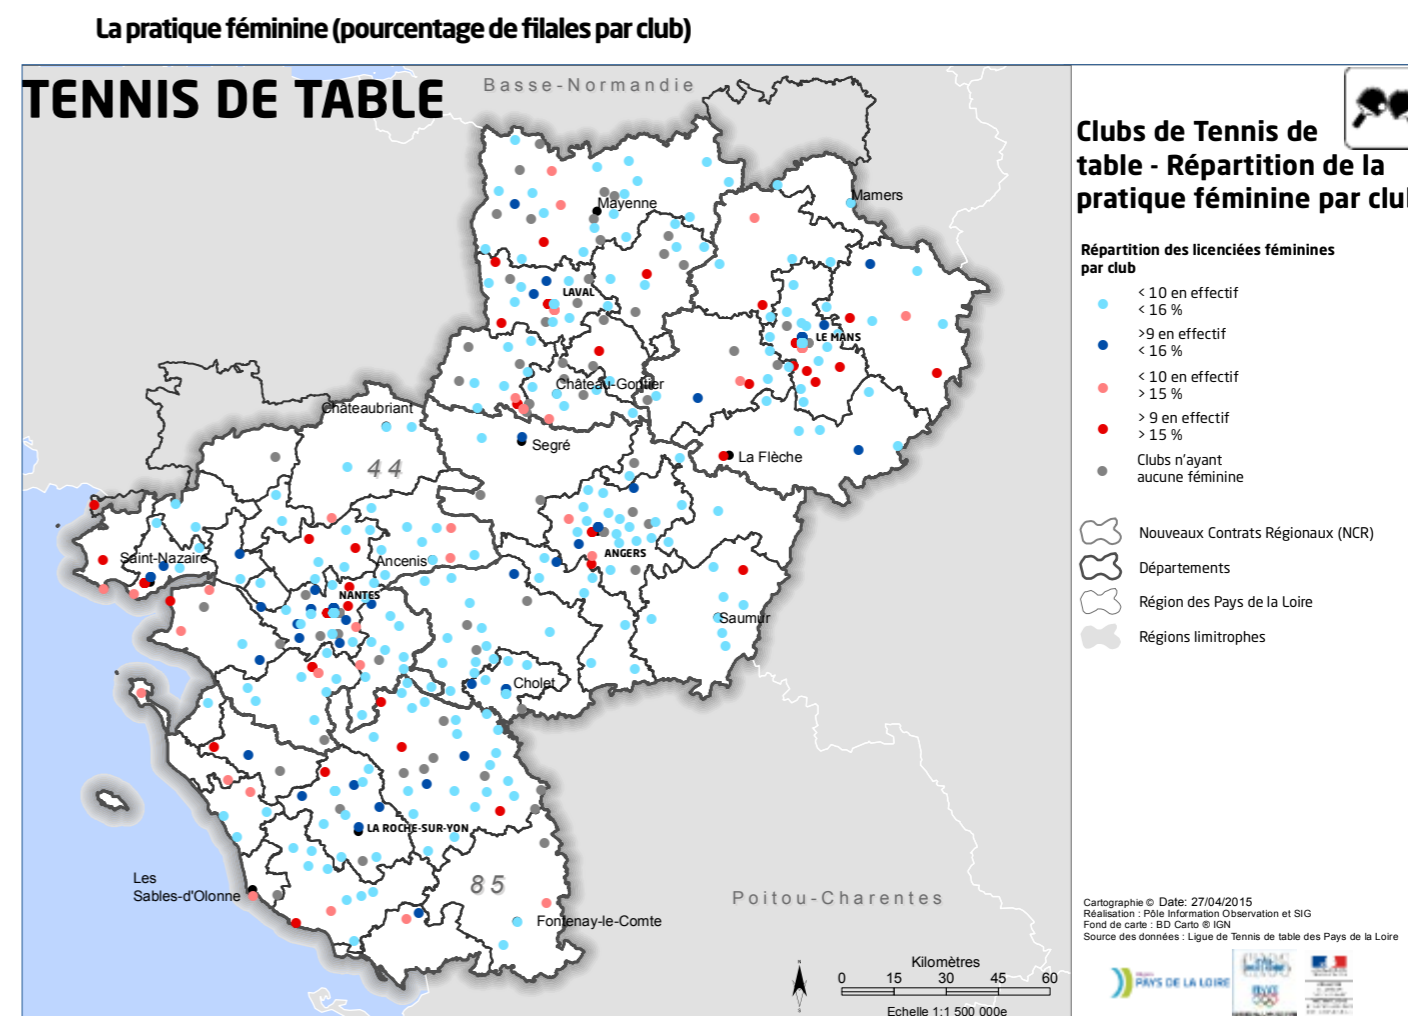 La pratique féminine (pourcentage de filales par club)
TENNIS DE TABLE
Basse-Normandie
Mayenne
Mamers
LAVAL
LE MANS
Château-Gontier
Châteaubriant
Segré
La Flèche
44
Saint-Nazaire
Ancenis
ANGERS
NANTES
Saumur
Cholet
LA ROCHE-SUR-YON
Les
Sables-d'Olonne
85
Fontenay-le-Comte
Poitou-Charentes
Kilomètres
0 15 30 45 60
Echelle 1:1 500 000e
Clubs de Tennis de
table - Répartition de la
pratique féminine par clu
Répartition des licenciées féminines
par club
< 10 en effectif
< 16 %
>9 en effectif
< 16 %
< 10 en effectif
> 15 %
> 9 en effectif
> 15 %
Clubs n'ayant
aucune féminine
Nouveaux Contrats Régionaux (NCR)
Départements
Région des Pays de la Loire
Régions limitrophes
Cartographie © Date: 27/04/2015
Réalisation : Pôle Information Observation et SIG
Fond de carte : BD Carto ® IGN
Source des données : Ligue de Tennis de table des Pays de la Loire
PAYS DE LA LOIRE